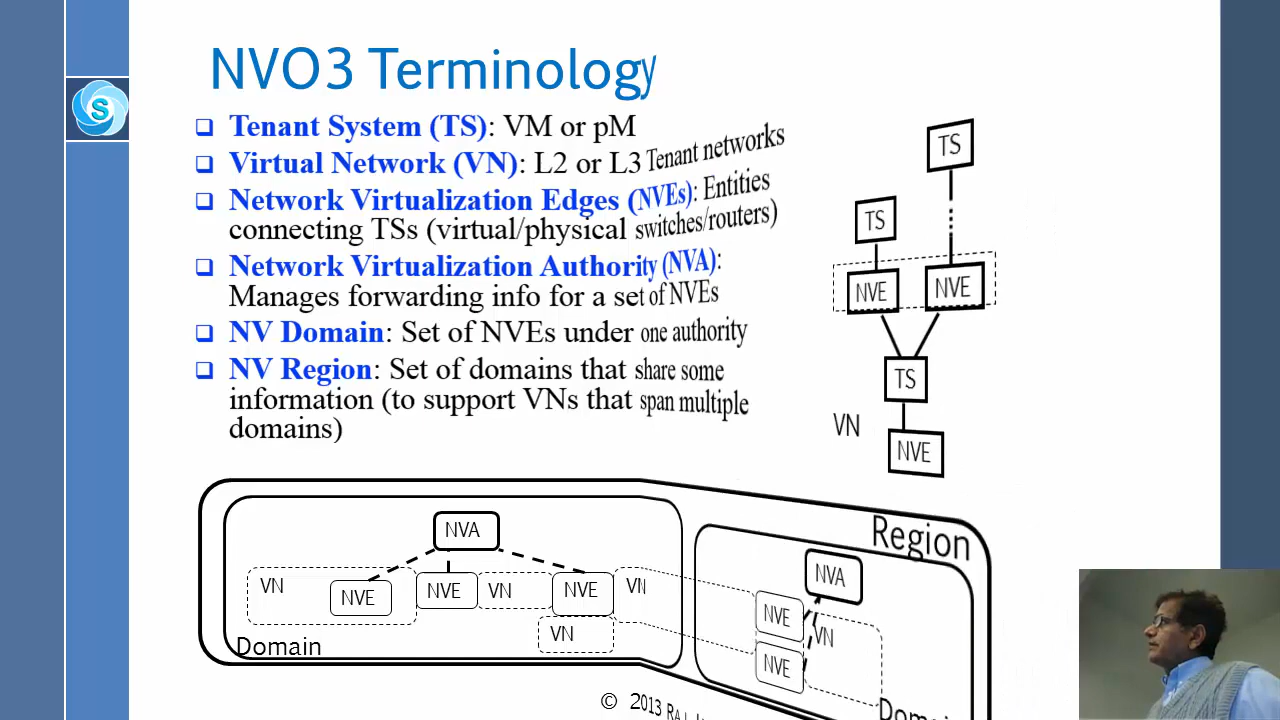 NVO3 Terminology
S
Tenant System (TS): VM or pM
Virtual Network (VN): L2 or L3 Tenant networks
Network Virtualization Edges (NVEs): Entities
connecting TSs (virtual/physical switches/routers)
Network Virtualization Authority (NVA):
Manages forwarding info for a set of NVEs
NV Domain: Set of NVEs under one authority
NV Region: Set of domains that share some
information (to support VNs that span multiple
domains)
TS
TS
NVE
NVE
TS
VN
NVE
Region
NVA
VN
NVE
NVE
VN
NVE
VN
VN
Domain
NVA
NVE
VN
NVE
© 2013